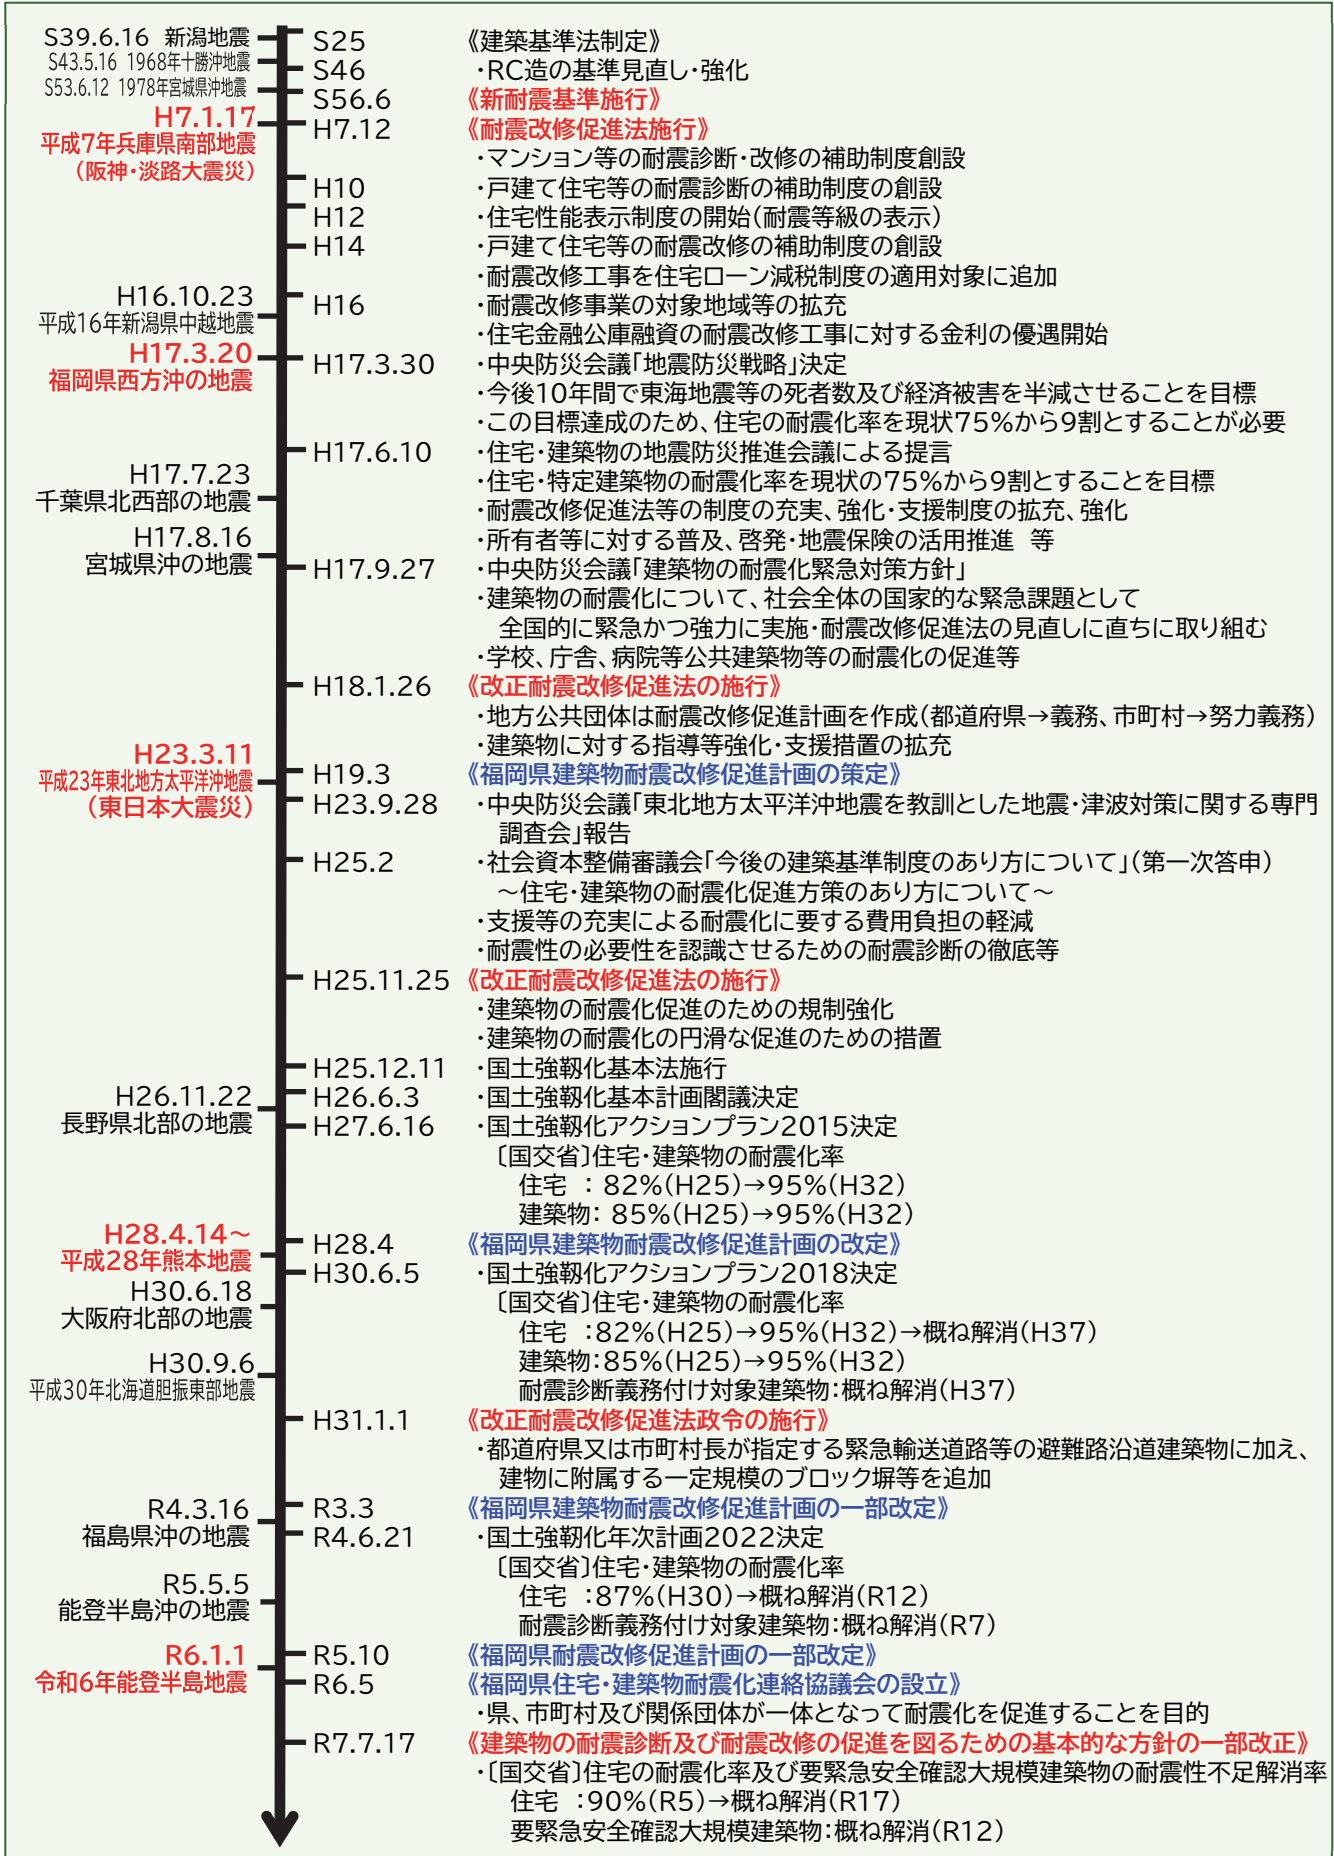 S39.6.16 新潟地震
S43.5.16 1968年十勝沖地震
S53.6.12 1978年宮城県沖地震
H7.1.17
平成7年兵庫県南部地震
（阪神・淡路大震災）
H16.10.23
平成16年新潟県中越地震
H17.3.20
福岡県西方沖の地震
H17.7.23
千葉県北西部の地震
H17.8.16
宮城県沖の地震
H23.3.11
平成23年東北地方太平洋沖地震
（東日本大震災）
H26.11.22
長野県北部の地震
H28.4.14～
平成28年熊本地震
H30.6.18
大阪府北部の地震
H30.9.6
平成30年北海道胆振東部地震
R4.3.16
福島県沖の地震
R5.5.5
能登半島沖の地震
R6.1.1
令和6年能登半島地震
S25 《建築基準法制定》
S46 ・RC造の基準見直し・強化
S56.6 《新耐震基準施行》
H7.12 《耐震改修促進法施行》
・マンション等の耐震診断・改修の補助制度創設
H10 ・戸建て住宅等の耐震診断の補助制度の創設
H12 ・住宅性能表示制度の開始（耐震等級の表示）
H14 ・戸建て住宅等の耐震改修の補助制度の創設
・耐震改修工事を住宅ローン減税制度の適用対象に追加
H16 ・耐震改修事業の対象地域等の拡充
・住宅金融公庫融資の耐震改修工事に対する金利の優遇開始
H17.3.30 ・中央防災会議「地震防災戦略」決定
・今後10年間で東海地震等の死者数及び経済被害を半減させることを目標
・この目標達成のため、住宅の耐震化率を現状75%から9割とすることが必要
H17.6.10 ・住宅・建築物の地震防災推進会議による提言
・住宅・特定建築物の耐震化率を現状の75%から9割とすることを目標
・耐震改修促進法等の制度の充実、強化・支援制度の拡充、強化
・所有者等に対する普及、啓発・地震保険の活用推進 等
H17.9.27 ・中央防災会議「建築物の耐震化緊急対策方針」
・建築物の耐震化について、社会全体の国家的な緊急課題として
全国的に緊急かつ強力に実施・耐震改修促進法の見直しに直ちに取り組む
・学校、庁舎、病院等公共建築物等の耐震化の促進等
H18.1.26 《改正耐震改修促進法の施行》
・地方公共団体は耐震改修促進計画を作成（都道府県→義務、市町村→努力義務）
・建築物に対する指導等強化・支援措置の拡充
H19.3 《福岡県建築物耐震改修促進計画の策定》
H23.9.28 ・中央防災会議「東北地方太平洋沖地震を教訓とした地震・津波対策に関する専門
調査会」報告
H25.2 ・社会資本整備審議会「今後の建築基準制度のあり方について」（第一次答申）
～住宅・建築物の耐震化促進方策のあり方について～
・支援等の充実による耐震化に要する費用負担の軽減
・耐震性の必要性を認識させるための耐震診断の徹底等
H25.11.25 《改正耐震改修促進法の施行》
・建築物の耐震化促進のための規制強化
・建築物の耐震化の円滑な促進のための措置
H25.12.11 ・国土強靱化基本法施行
H26.6.3 ・国土強靱化基本計画閣議決定
H27.6.16 ・国土強靱化アクションプラン2015決定
〔国交省〕住宅・建築物の耐震化率
住宅 ： 82%（H25）→95%（H32）
建築物： 85%（H25）→95%（H32）
H28.4 《福岡県建築物耐震改修促進計画の改定》
H30.6.5 ・国土強靱化アクションプラン2018決定
〔国交省〕住宅・建築物の耐震化率
住宅 ：82%（H25）→95%（H32）→概ね解消（H37）
建築物：85%（H25）→95%（H32）
耐震診断義務付け対象建築物：概ね解消（H37）
H31.1.1 《改正耐震改修促進法政令の施行》
・都道府県又は市町村長が指定する緊急輸送道路等の避難路沿道建築物に加え、
建物に附属する一定規模のブロック塀等を追加
R3.3 《福岡県建築物耐震改修促進計画の一部改定》
R4.6.21 ・国土強靱化年次計画2022決定
〔国交省〕住宅・建築物の耐震化率
住宅 ：87%（H30）→概ね解消（R12）
耐震診断義務付け対象建築物：概ね解消（R7）
R5.10 《福岡県耐震改修促進計画の一部改定》
R6.5 《福岡県住宅・建築物耐震化連絡協議会の設立》
・県、市町村及び関係団体が一体となって耐震化を促進することを目的
R7.7.17 《建築物の耐震診断及び耐震改修の促進を図るための基本的な方針の一部改正》
・〔国交省〕住宅の耐震化率及び要緊急安全確認大規模建築物の耐震性不足解消率
住宅 ：90%（R5）→概ね解消（R17）
要緊急安全確認大規模建築物：概ね解消（R12）